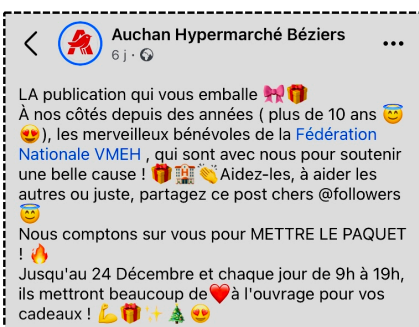 Auchan Hypermarché Béziers
6 j ·
LA publication qui vous emballe 🎀🎁
À nos côtés depuis des années ( plus de 10 ans 😇
😍), les merveilleux bénévoles de la Fédération
Nationale VMEH , qui sont avec nous pour soutenir
une belle cause ! 🎁🏩👏Aidez-les, à aider les
autres ou juste, partagez ce post chers @followers
😇
Nous comptons sur vous pour METTRE LE PAQUET
! 🔥
Jusqu'au 24 Décembre et chaque jour de 9h à 19h,
ils mettront beaucoup de❤️à l'ouvrage pour vos
cadeaux ! 💪🎁✨🎄😍